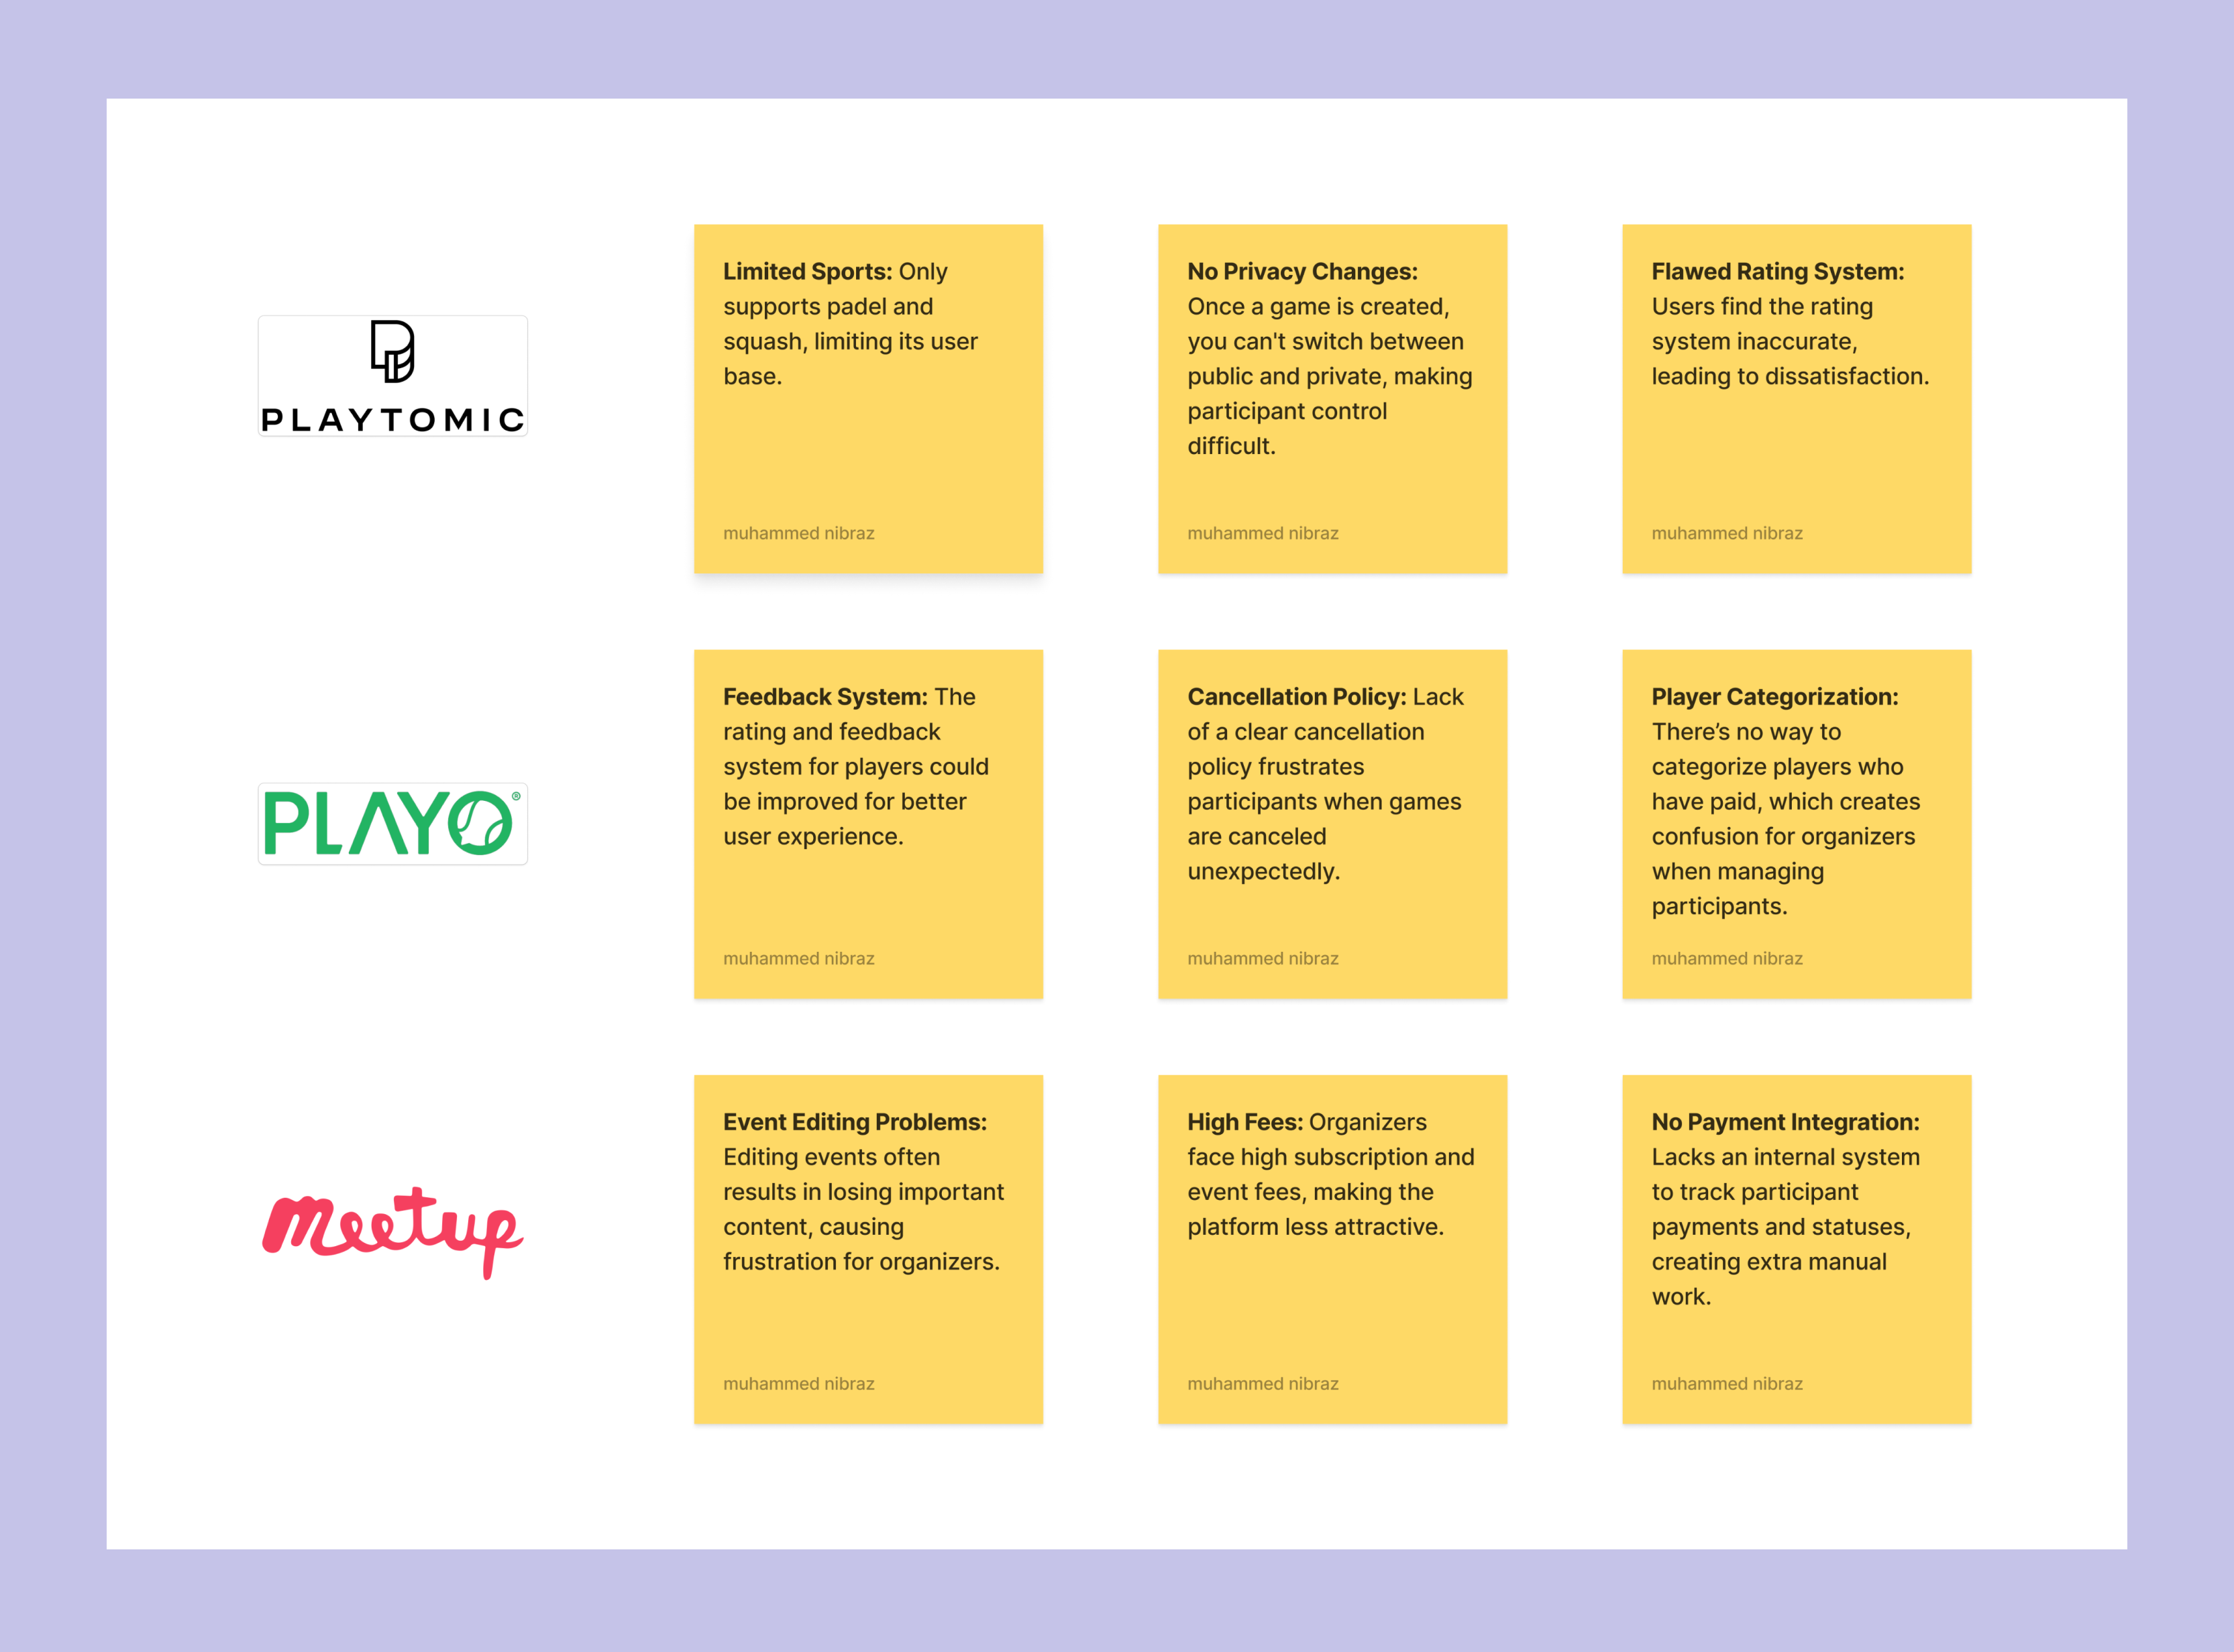 PLAYTOMIC
Limited Sports: Only
supports padel and
squash, limiting its user
base.
muhammed nibraz
No Privacy Changes:
Once a game is created,
you can't switch between
public and private, making
participant control
difficult.
muhammed nibraz
Flawed Rating System:
Users find the rating
system inaccurate,
leading to dissatisfaction.
muhammed nibraz
PLAYO®
Feedback System: The
rating and feedback
system for players could
be improved for better
user experience.
muhammed nibraz
Cancellation Policy: Lack
of a clear cancellation
policy frustrates
participants when games
are canceled
unexpectedly.
muhammed nibraz
Player Categorization:
There’s no way to
categorize players who
have paid, which creates
confusion for organizers
when managing
participants.
muhammed nibraz
meetup
Event Editing Problems:
Editing events often
results in losing important
content, causing
frustration for organizers.
muhammed nibraz
High Fees: Organizers
face high subscription and
event fees, making the
platform less attractive.
muhammed nibraz
No Payment Integration:
Lacks an internal system
to track participant
payments and statuses,
creating extra manual
work.
muhammed nibraz